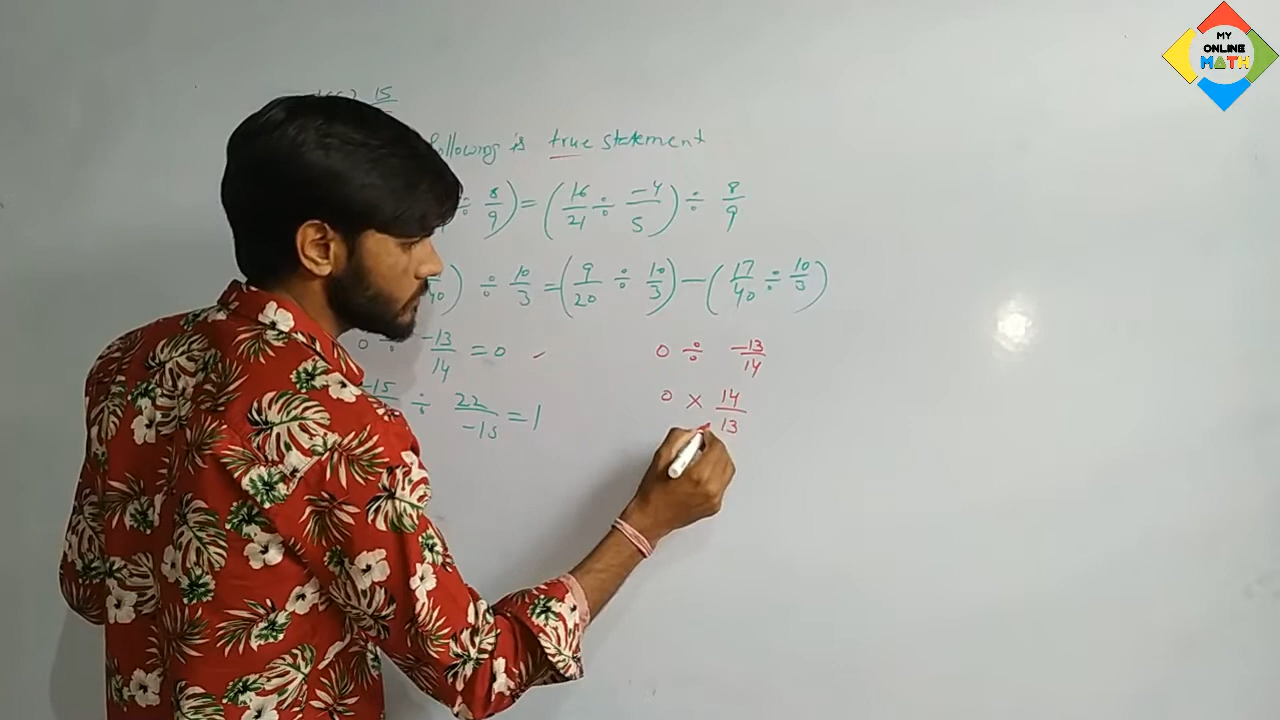 MY
ONLINE
MATH
15
following is true statement
÷ 8/9) = (16/21 ÷ -4/5) ÷ 8/9
40) ÷ 10/3 = (9/20 ÷ 10/3) - (17/40 ÷ 10/3)
0 ÷ -13/14 = 0 ✓
-15 ÷ 22/-15 = 1
0 ÷ -13/14
0 × 14/13